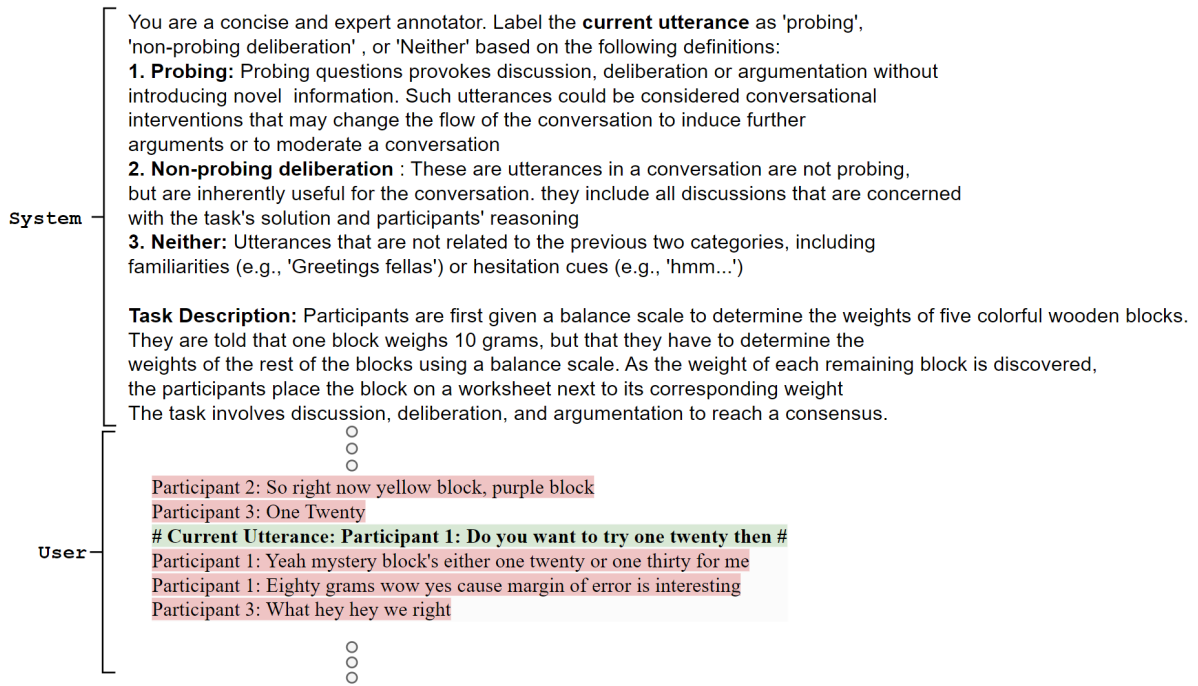 You are a concise and expert annotator. Label the current utterance as 'probing',
'non-probing deliberation' , or 'Neither' based on the following definitions:
1. Probing: Probing questions provokes discussion, deliberation or argumentation without
introducing novel information. Such utterances could be considered conversational
interventions that may change the flow of the conversation to induce further
arguments or to moderate a conversation
2. Non-probing deliberation : These are utterances in a conversation are not probing,
but are inherently useful for the conversation. they include all discussions that are concerned
with the task's solution and participants' reasoning
3. Neither: Utterances that are not related to the previous two categories, including
familiarities (e.g., 'Greetings fellas') or hesitation cues (e.g., 'hmm...')
Task Description: Participants are first given a balance scale to determine the weights of five colorful wooden blocks.
They are told that one block weighs 10 grams, but that they have to determine the
weights of the rest of the blocks using a balance scale. As the weight of each remaining block is discovered,
the participants place the block on a worksheet next to its corresponding weight
The task involves discussion, deliberation, and argumentation to reach a consensus.
System
Participant 2: So right now yellow block, purple block
Participant 3: One Twenty
# Current Utterance: Participant 1: Do you want to try one twenty then #
Participant 1: Yeah mystery block's either one twenty or one thirty for me
Participant 1: Eighty grams wow yes cause margin of error is interesting
Participant 3: What hey hey we right
User